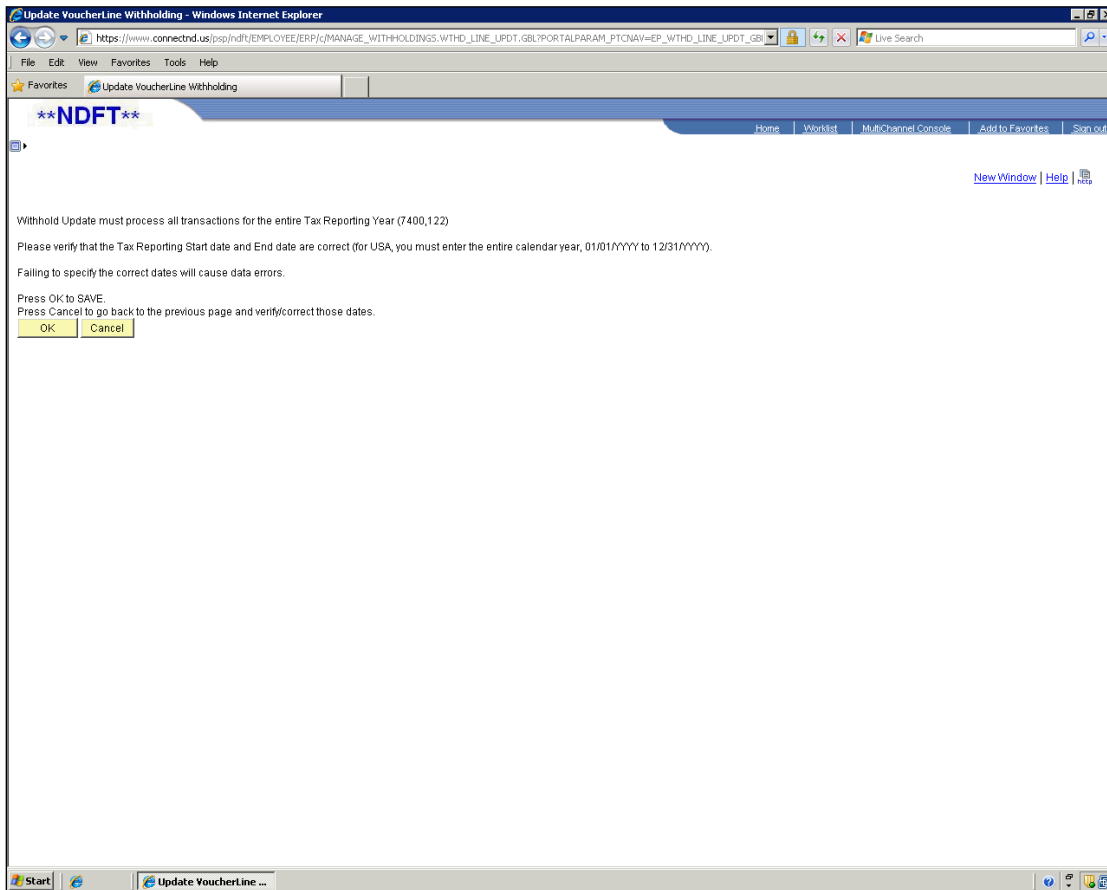 Update VoucherLine Withholding - Windows Internet Explorer
https://www.connectnd.us/psp/ndft/EMPLOYEE/ERP/c/MANAGE_WITHHOLDINGS.WTHD_LINE_UPDT.GBL?PORTALPARAM_PTCNAV=EP_WTHD_LINE_UPDT_GBL
Live Search
File Edit View Favorites Tools Help
Favorites
Update VoucherLine Withholding
**NDFT**
Home | Worklist | MultiChannel Console | Add to Favorites | Sign out
New Window | Help |
http
Withhold Update must process all transactions for the entire Tax Reporting Year (7400,122)
Please verify that the Tax Reporting Start date and End date are correct (for USA, you must enter the entire calendar year, 01/01/YYYY to 12/31/YYYY).
Failing to specify the correct dates will cause data errors.
Press OK to SAVE.
Press Cancel to go back to the previous page and verify/correct those dates.
OK Cancel
Start
Update VoucherLine ...